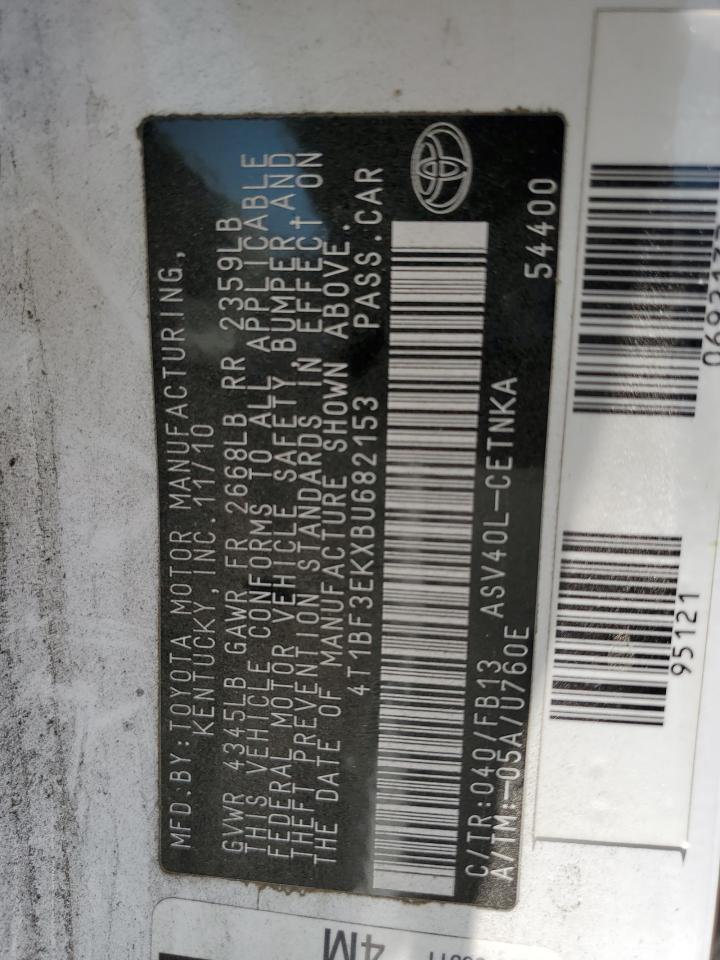 MFD.BY:TOYOTA MOTOR MANUFACTURING.,
KENTUCKY,INC.11/10
GVWR 4345LB GAWR FR 2668LB RR 2359LB
THIS VEHICLE CONFORMS TO ALL APPLICABLE
FEDERAL MOTOR VEHICLE SAFETY BUMPER,AND
THEFT PREVENTION STANDARDS IN EFFECT ON
THE DATE OF MANUFACTURE SHOWN ABOVE.
4T1BF3EKXBU682153 PASS.CAR
C/TR:040/FB13 ASV40L-CETNKA 54400
A/TM:-05A/U760E
95121
4M